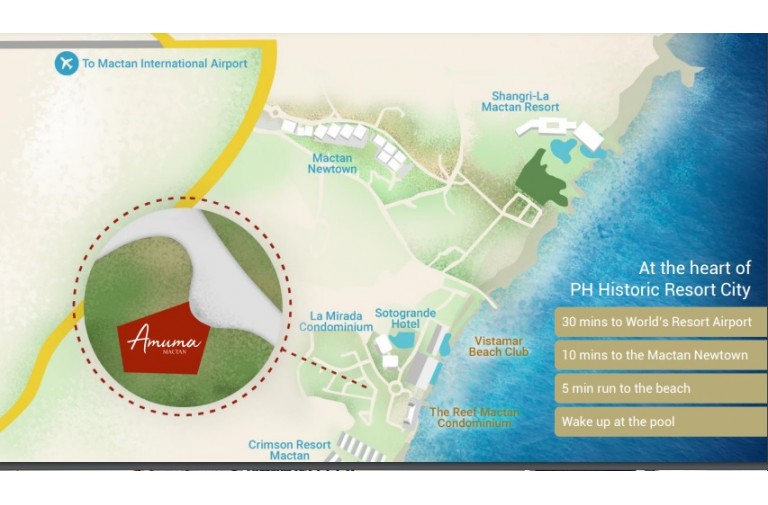 To Mactan International Airport
Shangri-La
Mactan Resort
Mactan
Newtown
At the heart of
PH Historic Resort City
30 mins to World's Resort Airport
10 mins to the Mactan Newtown
5 min run to the beach
Wake up at the pool
La Mirada
Condominium
Sotogrande
Hotel
Vistamar
Beach Club
Amuma
MACTAN
The Reef Mactan
Condominium
Crimson Resort
Mactan